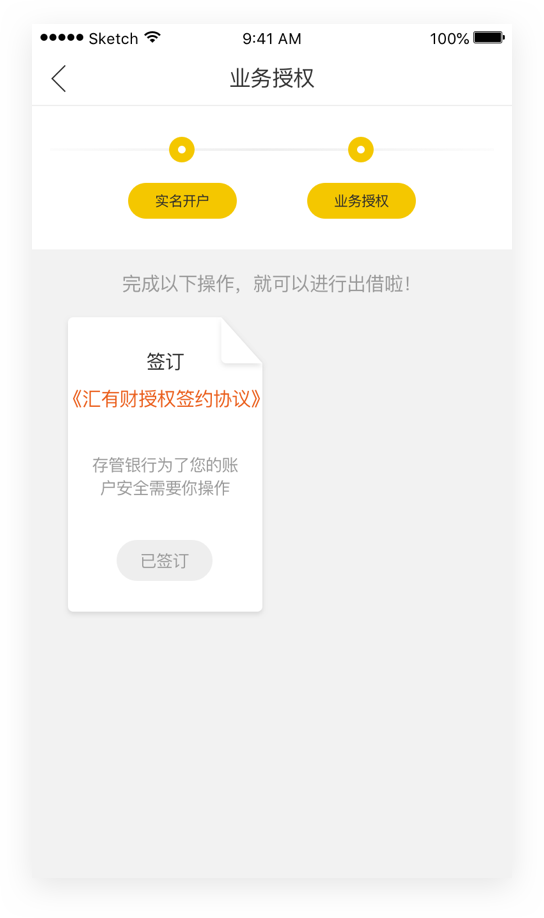 Sketch 9:41 AM 100%
业务授权
实名开户 业务授权
完成以下操作，就可以进行出借啦！
签订
《汇有财授权签约协议》
存管银行为了您的账
户安全需要你操作
已签订